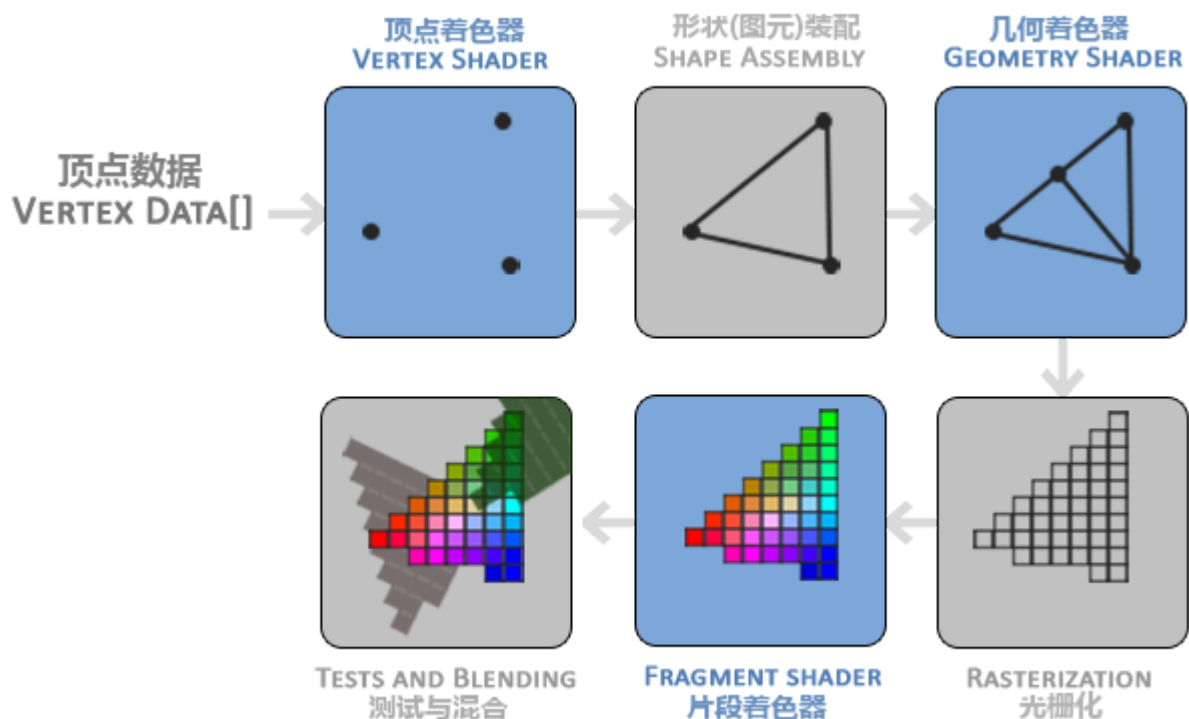 顶点着色器
VERTEX SHADER
形状(图元)装配
SHAPE ASSEMBLY
几何着色器
GEOMETRY SHADER
顶点数据
VERTEX DATA[]
TESTS AND BLENDING
测试与混合
FRAGMENT SHADER
片段着色器
RASTERIZATION
光栅化